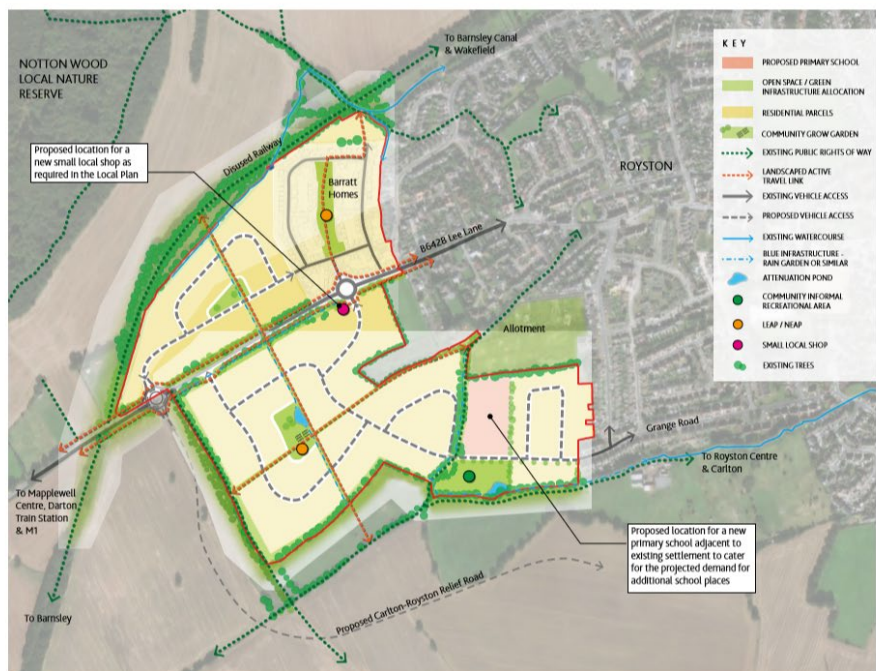 NOTTON WOOD
LOCAL NATURE
RESERVE
To Barnsley Canal
& Wakefield
Proposed location for a
new small local shop as
required in the Local Plan
Disused Railway
Barratt
Homes
ROYSTON
B6428 Lee Lane
Allotment
Grange Road
To Royston Centre
& Carlton
To Mapplewell
Centre, Darton
Train Station
& M1
Proposed location for a new
primary school adjacent to
existing settlement to cater
for the projected demand for
additional school places
Proposed Carlton-Royston Relief Road
To Barnsley
KEY
PROPOSED PRIMARY SCHOOL
OPEN SPACE / GREEN
INFRASTRUCTURE ALLOCATION
RESIDENTIAL PARCELS
COMMUNITY GROW GARDEN
EXISTING PUBLIC RIGHTS OF WAY
LANDSCAPED ACTIVE
TRAVEL LINK
EXISTING VEHICLE ACCESS
PROPOSED VEHICLE ACCESS
EXISTING WATERCOURSE
BLUE INFRASTRUCTURE -
RAIN GARDEN OR SIMILAR
ATTENUATION POND
COMMUNITY INFORMAL
RECREATIONAL AREA
LEAP / NEAP
SMALL LOCAL SHOP
EXISTING TREES